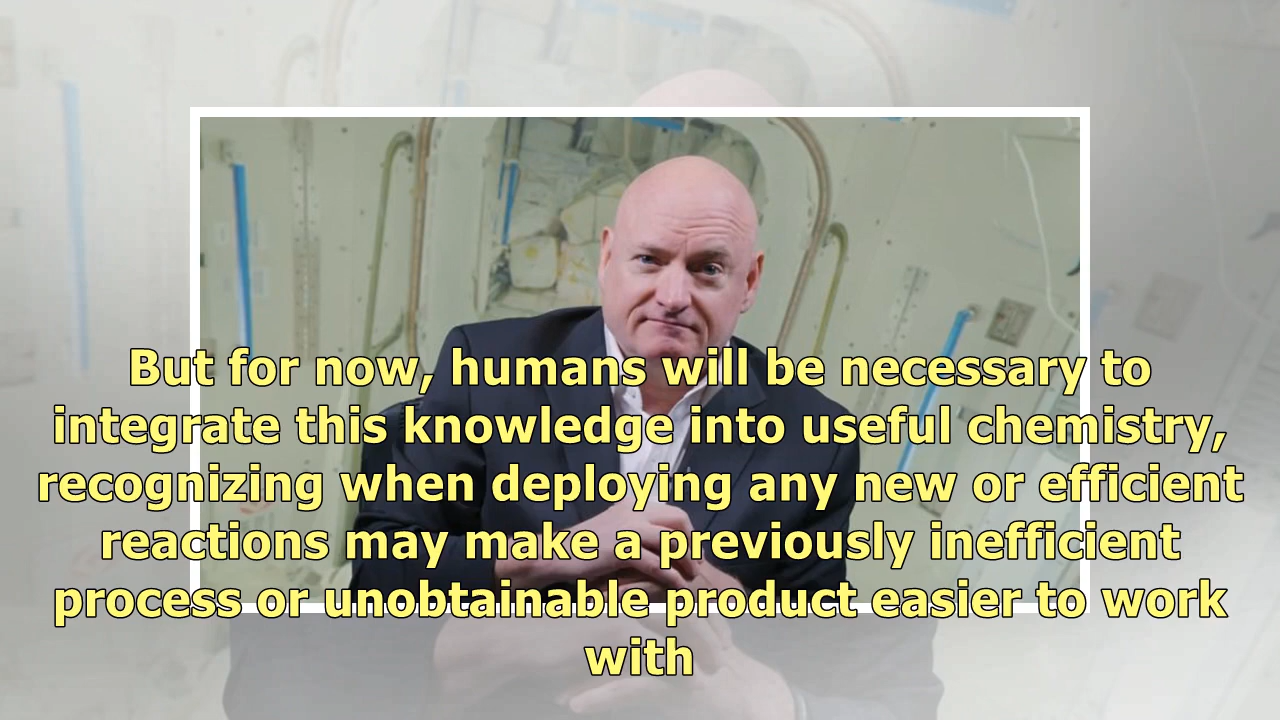 But for now, humans will be necessary to
integrate this knowledge into useful chemistry,
recognizing when deploying any new or efficient
reactions may make a previously inefficient
process or unobtainable product easier to work
with